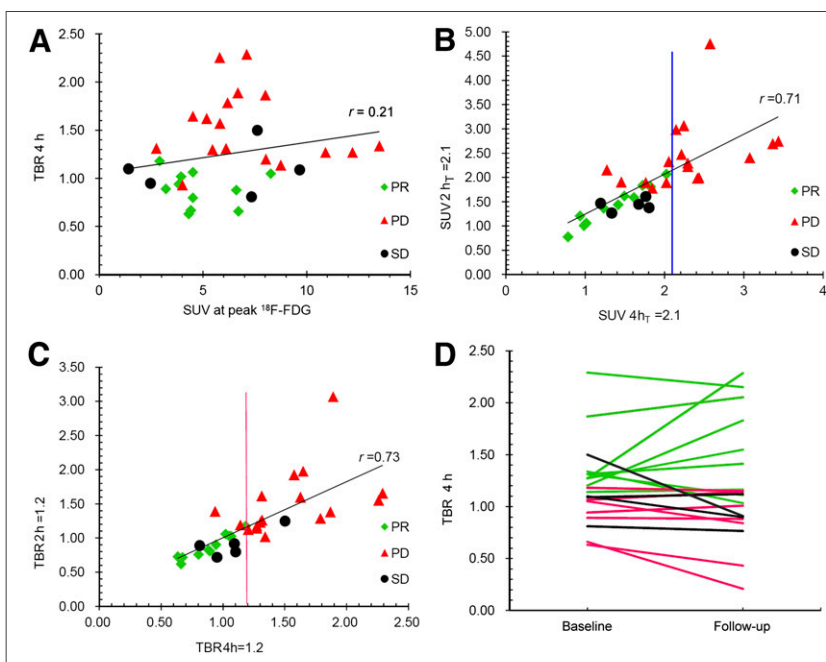 A
TBR 4 h
2.50
2.00
1.50
1.00
0.50
0.00
r = 0.21
PR
PD
SD
0 5 10 15
SUV at peak ¹⁸F-FDG
B
SUV 2 hT =2.1
5.00
4.50
4.00
3.50
3.00
2.50
2.00
1.50
1.00
0.50
0.00
r =0.71
PR
PD
SD
0 1 2 3 4
SUV 4hT =2.1
C
TBR2h=1.2
3.50
3.00
2.50
2.00
1.50
1.00
0.50
0.00
r=0.73
PR
PD
SD
0.00 0.50 1.00 1.50 2.00 2.50
TBR4h=1.2
D
TBR 4 h
2.50
2.00
1.50
1.00
0.50
0.00
Baseline Follow-up